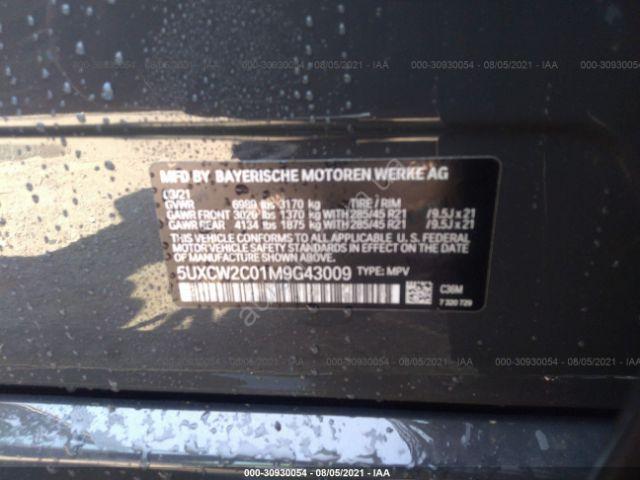 000-30930054 / 08/05/2021 - IAA
MFD BY BAYERISCHE MOTOREN WERKE AG
03/21
GVWR 6989 lbs 3170 kg TIRE / RIM
GAWR FRONT 3020 lbs 1370 kg WITH 285/45 R21 /9.5J x 21
GAWR REAR 4134 lbs 1875 kg WITH 285/45 R21 /9.5J x 21
THIS VEHICLE CONFORMS TO ALL APPLICABLE U. S. FEDERAL
MOTOR VEHICLE SAFETY STANDARDS IN EFFECT ON THE
DATE OF MANUFACTURE SHOWN ABOVE.
5UXCW2C01M9G43009 TYPE: MPV
C36M
7 320 729
000-30930054 / 08/05/2021 - IAA
000-30930054 / 08/05/2021 - IAA